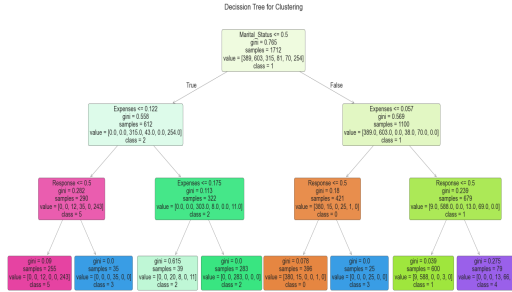 Decission Tree for Clustering
Marital_Status <= 0.5
gini = 0.765
samples = 1712
value = [389, 603, 315, 81, 70, 254]
class = 1
True
False
Expenses <= 0.122
gini = 0.558
samples = 612
value = [0.0, 0.0, 315.0, 43.0, 0.0, 254.0]
class = 2
Expenses <= 0.057
gini = 0.569
samples = 1100
value = [389.0, 603.0, 0.0, 38.0, 70.0, 0.0]
class = 1
Response <= 0.5
gini = 0.282
samples = 290
value = [0, 0, 12, 35, 0, 243]
class = 5
Expenses <= 0.175
gini = 0.113
samples = 322
value = [0.0, 0.0, 303.0, 8.0, 0.0, 11.0]
class = 2
Response <= 0.5
gini = 0.18
samples = 421
value = [380, 15, 0, 25, 1, 0]
class = 0
Response <= 0.5
gini = 0.239
samples = 679
value = [9.0, 588.0, 0.0, 13.0, 69.0, 0.0]
class = 1
gini = 0.09
samples = 255
value = [0, 0, 12, 0, 0, 243]
class = 5
gini = 0.0
samples = 35
value = [0, 0, 0, 35, 0, 0]
class = 3
gini = 0.615
samples = 39
value = [0, 0, 20, 8, 0, 11]
class = 2
gini = 0.0
samples = 283
value = [0, 0, 283, 0, 0, 0]
class = 2
gini = 0.078
samples = 396
value = [380, 15, 0, 0, 1, 0]
class = 0
gini = 0.0
samples = 25
value = [0, 0, 0, 25, 0, 0]
class = 3
gini = 0.039
samples = 600
value = [9, 588, 0, 0, 3, 0]
class = 1
gini = 0.275
samples = 79
value = [0, 0, 0, 13, 66,
class = 4